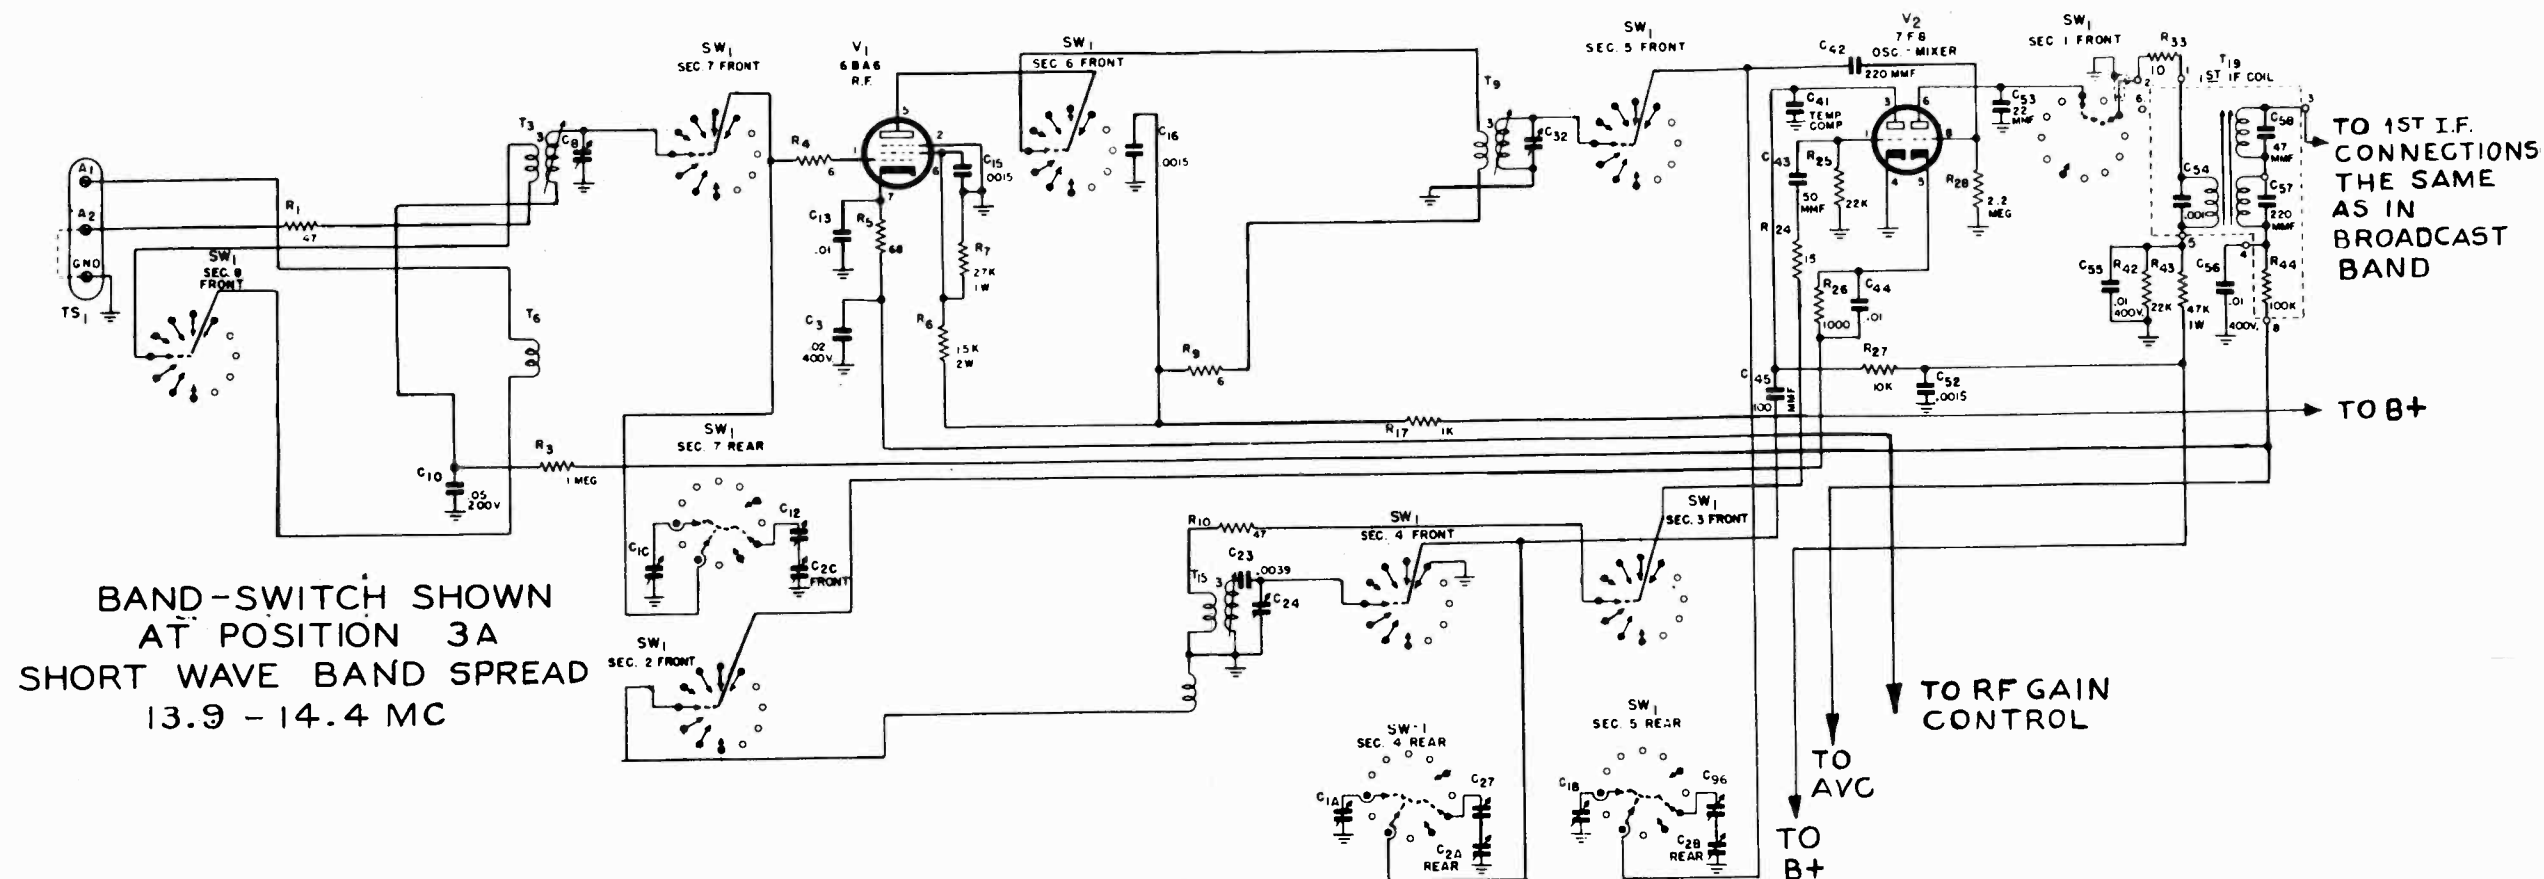 SW1
SEC. 7 FRONT
V1
6BA6
R.F.
SW1
SEC 6 FRONT
SW1
SEC. 5 FRONT
V2
7F8
OSC.-MIXER
SW1
SEC 1 FRONT
R33
10
T19
1ST IF COIL
C42
220 MMF
C41
TEMP
COMP
C53
22
MMF
C58
47
MMF
TO 1ST I.F.
CONNECTIONS
THE SAME
AS IN
BROADCAST
BAND
T3
3
C8
R4
6
C15
.0015
C16
.0015
T9
3
C32
C43
50
MMF
R25
22K
R28
2.2
MEG
C54
.001
C57
220
MMF
A1
A2
GND
TS1
R1
47
SW1
SEC. 8
FRONT
T6
C13
.01
R5
68
R7
27K
1W
C3
.02
400V
R6
15K
2W
R9
6
R24
15
R26
1000
C44
.01
C55
.01
400V.
R42
22K
R43
47K
1W
C56
.01
400V.
R44
100K
R27
10K
C45
100
MMF
C52
.0015
R17
1K
TO B+
R3
1 MEG
C10
.05
200V
SW1
SEC. 7 REAR
C12
C1C
C2C
FRONT
R10
47
SW1
SEC. 4 FRONT
SW1
SEC. 3 FRONT
C23
.0039
T15
3
C24
BAND-SWITCH SHOWN
AT POSITION 3A
SHORT WAVE BAND SPREAD
13.9 - 14.4 MC
SW1
SEC. 2 FRONT
SW-1
SEC. 4 REAR
C1A
C27
C2A
REAR
SW1
SEC. 5 REAR
C1B
C96
C2B
REAR
TO RF GAIN
CONTROL
TO
AVC
TO
B+